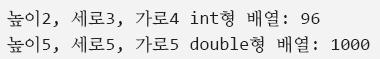 높이2, 세로3, 가로4 int형 배열: 96
높이5, 세로5, 가로5 double형 배열: 1000